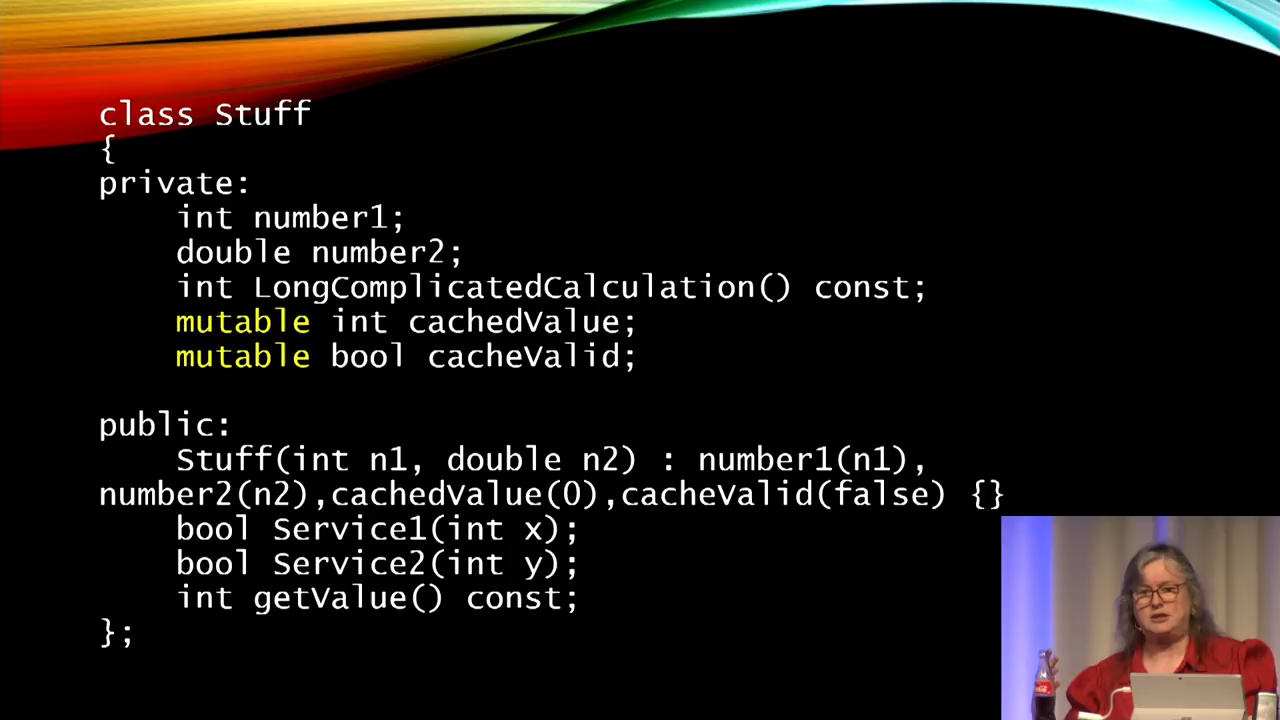 class Stuff
{
private:
int number1;
double number2;
int LongComplicatedCalculation() const;
mutable int cachedValue;
mutable bool cacheValid;
public:
Stuff(int n1, double n2) : number1(n1),
number2(n2),cachedValue(0),cacheValid(false) {}
bool Service1(int x);
bool Service2(int y);
int getValue() const;
};